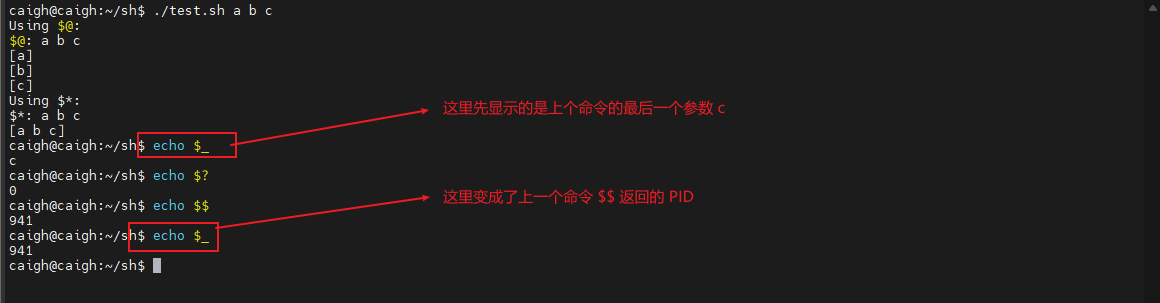 caigh@caigh:~/sh$ ./test.sh a b c
Using $@:
$@: a b c
[a]
[b]
[c]
Using $*:
$*: a b c
[a b c]
这里先显示的是上个命令的最后一个参数 c
caigh@caigh:~/sh$ echo $_
c
caigh@caigh:~/sh$ echo $?
0
caigh@caigh:~/sh$ echo $$
这里变成了上一个命令 $$ 返回的 PID
941
caigh@caigh:~/sh$ echo $_
941
caigh@caigh:~/sh$